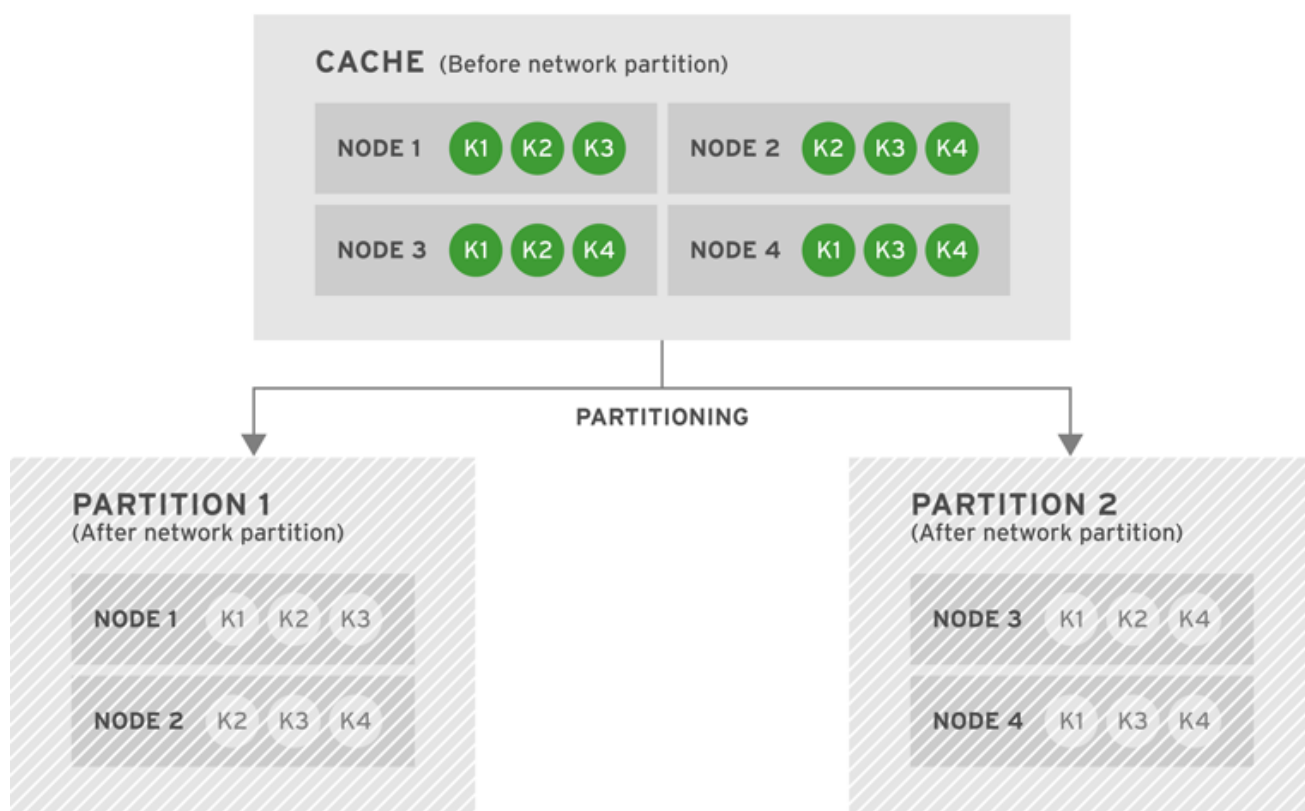 CACHE (Before network partition)
NODE 1 K1 K2 K3
NODE 2 K2 K3 K4
NODE 3 K1 K2 K4
NODE 4 K1 K3 K4
PARTITIONING
PARTITION 1
(After network partition)
NODE 1 K1 K2 K3
NODE 2 K2 K3 K4
PARTITION 2
(After network partition)
NODE 3 K1 K2 K4
NODE 4 K1 K3 K4